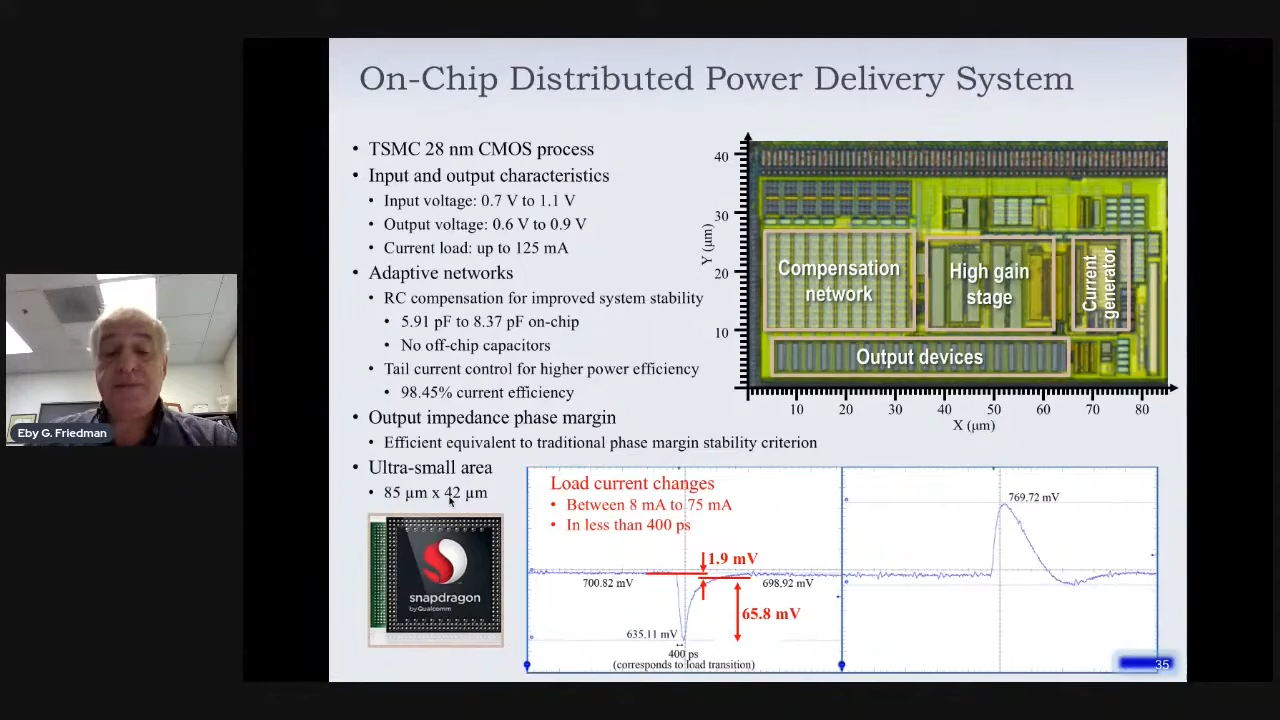 On-Chip Distributed Power Delivery System
• TSMC 28 nm CMOS process
• Input and output characteristics
• Input voltage: 0.7 V to 1.1 V
• Output voltage: 0.6 V to 0.9 V
• Current load: up to 125 mA
• Adaptive networks
• RC compensation for improved system stability
• 5.91 pF to 8.37 pF on-chip
• No off-chip capacitors
• Tail current control for higher power efficiency
• 98.45% current efficiency
• Output impedance phase margin
• Efficient equivalent to traditional phase margin stability criterion
• Ultra-small area
• 85 µm x 42 µm
40
30
20
10
Y (µm)
Compensation
network
High gain
stage
Current
generator
Output devices
10 20 30 40 50 60 70 80
X (µm)
Eby G. Friedman
snapdragon
by Qualcomm
Load current changes
• Between 8 mA to 75 mA
• In less than 400 ps
1.9 mV
700.82 mV
698.92 mV
65.8 mV
635.11 mV
400 ps
(corresponds to load transition)
769.72 mV
35